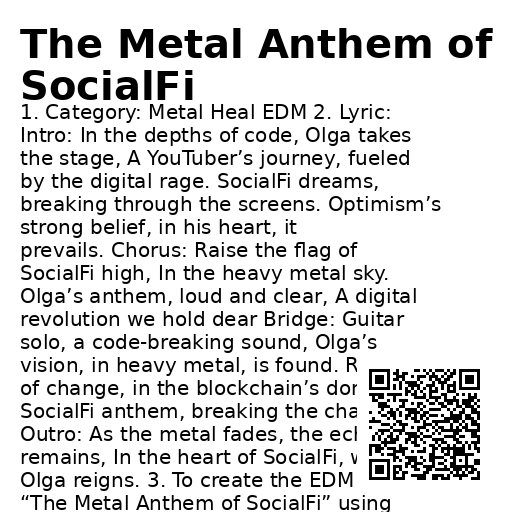 The Metal Anthem of
SocialFi
1. Category: Metal Heal EDM 2. Lyric:
Intro: In the depths of code, Olga takes
the stage, A YouTuber’s journey, fueled
by the digital rage. SocialFi dreams,
breaking through the screens. Optimism’s
strong belief, in his heart, it
prevails. Chorus: Raise the flag of
SocialFi high, In the heavy metal sky.
Olga’s anthem, loud and clear, A digital
revolution we hold dear Bridge: Guitar
solo, a code-breaking sound, Olga’s
vision, in heavy metal, is found.
of change, in the blockchain’s
SocialFi anthem, breaking the
Outro: As the metal fades, the
remains, In the heart of SocialFi,
Olga reigns. 3. To create the EDM
“The Metal Anthem of SocialFi” using